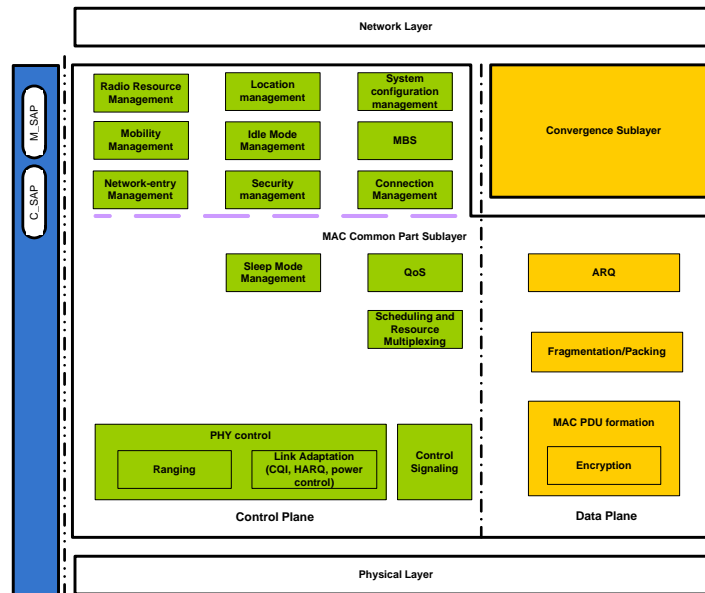 Network Layer
M_SAP
C_SAP
Radio Resource
Management
Location
management
System
configuration
management
Convergence Sublayer
Mobility
Management
Idle Mode
Management
MBS
Network-entry
Management
Security
management
Connection
Management
MAC Common Part Sublayer
Sleep Mode
Management
QoS
ARQ
Scheduling and
Resource
Multiplexing
Fragmentation/Packing
PHY control
Ranging
Link Adaptation
(CQI, HARQ, power
control)
Control
Signaling
MAC PDU formation
Encryption
Control Plane
Data Plane
Physical Layer